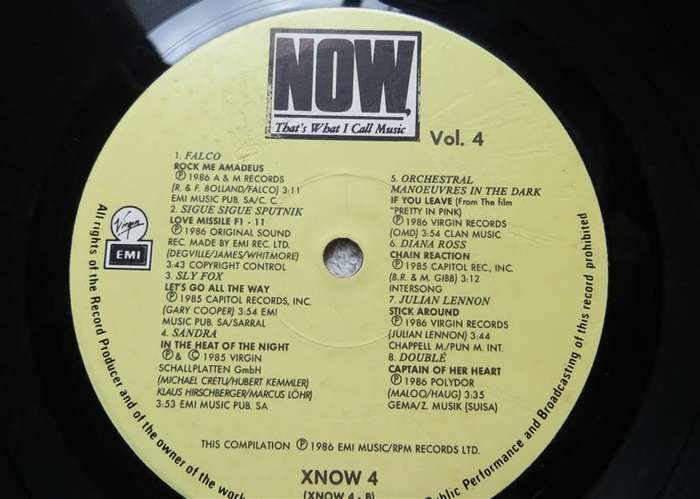 NOW,
That's What I Call Music
Vol. 4
1. FALCO
ROCK ME AMADEUS
Ⓟ 1986 A & M RECORDS
(R. & F. BOLLAND/FALCO) 3:11
EMI MUSIC PUB. SA/C. C.
2. SIGUE SIGUE SPUTNIK
LOVE MISSILE F1 - 11
Ⓟ 1986 ORIGINAL SOUND
REC. MADE BY EMI REC. LTD.
(DEGVILLE/JAMES/WHITMORE)
3:43 COPYRIGHT CONTROL
3. SLY FOX
LET'S GO ALL THE WAY
Ⓟ 1985 CAPITOL RECORDS, INC.
(GARY COOPER) 3:54 EMI
MUSIC PUB. SA/SARRAL
4. SANDRA
IN THE HEAT OF THE NIGHT
Ⓟ & © 1985 VIRGIN
SCHALLPLATTEN GmbH
(MICHAEL CRETU/HUBERT KEMMLER)
KLAUS HIRSCHBERGER/MARCUS LÖHR)
3:53 EMI MUSIC PUB. SA
5. ORCHESTRAL
MANOEUVRES IN THE DARK
IF YOU LEAVE (From The film
"PRETTY IN PINK)
Ⓟ 1986 VIRGIN RECORDS
(OMD) 3:54 CLAN MUSIC
6. DIANA ROSS
CHAIN REACTION
Ⓟ 1985 CAPITOL REC., INC.
(B.R. & M. GIBB) 3:12
INTERSONG
7. JULIAN LENNON
STICK AROUND
Ⓟ 1986 VIRGIN RECORDS
(JULIAN LENNON) 3:44
CHAPPELL M./PUN M. INT.
8. DOUBLÉ
CAPTAIN OF HER HEART
Ⓟ 1986 POLYDOR
(MALOO/HAUG) 3:35
GEMA/Z. MUSIK (SUISA)
Virgin
EMI
All rights of the Record Producer and of the owner of the work
Public Performance and Broadcasting of this record prohibited
THIS COMPILATION Ⓟ 1986 EMI MUSIC/RPM RECORDS LTD.
XNOW 4
(XNOW 4 - B)